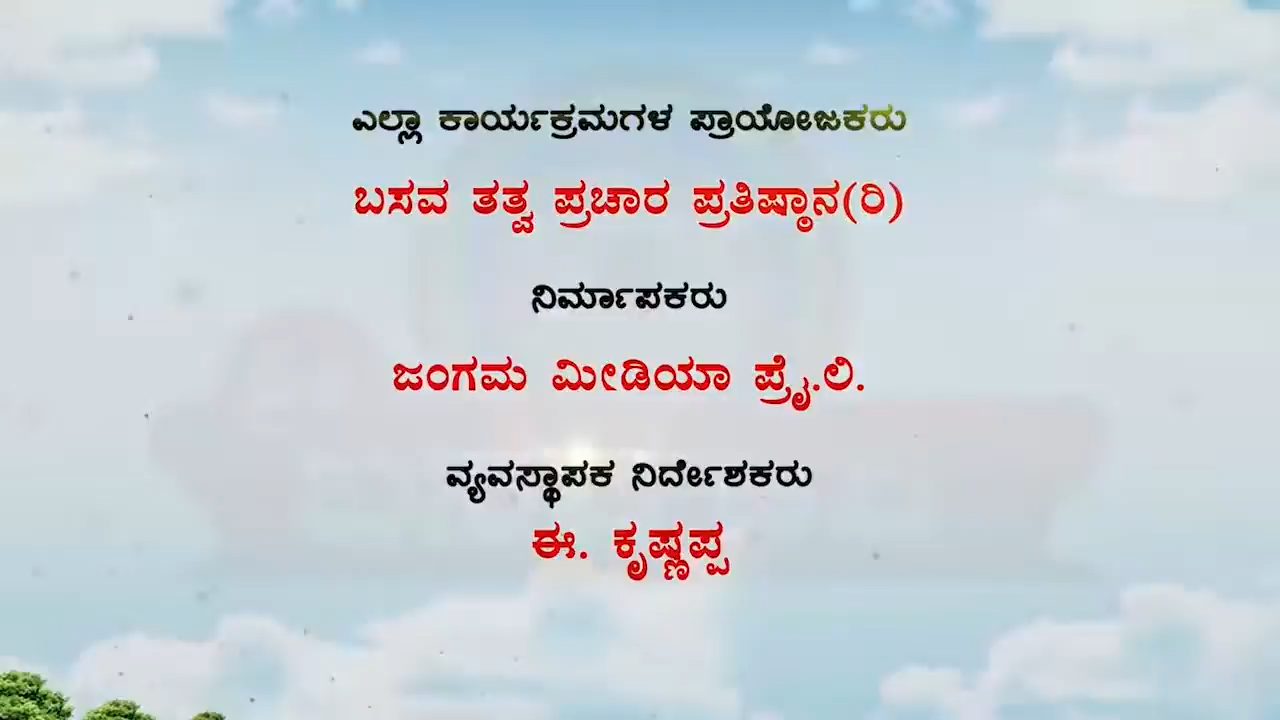 ಎಲ್ಲಾ ಕಾರ್ಯಕ್ರಮಗಳ ಪ್ರಾಯೋಜಕರು
ಬಸವ ತತ್ವ ಪ್ರಚಾರ ಪ್ರತಿಷ್ಠಾನ(ರಿ)
ನಿರ್ಮಾಪಕರು
ಜಂಗಮ ಮೀಡಿಯಾ ಪ್ರೈ.ಲಿ.
ವ್ಯವಸ್ಥಾಪಕ ನಿರ್ದೇಶಕರು
ಈ. ಕೃಷ್ಣಪ್ಪ